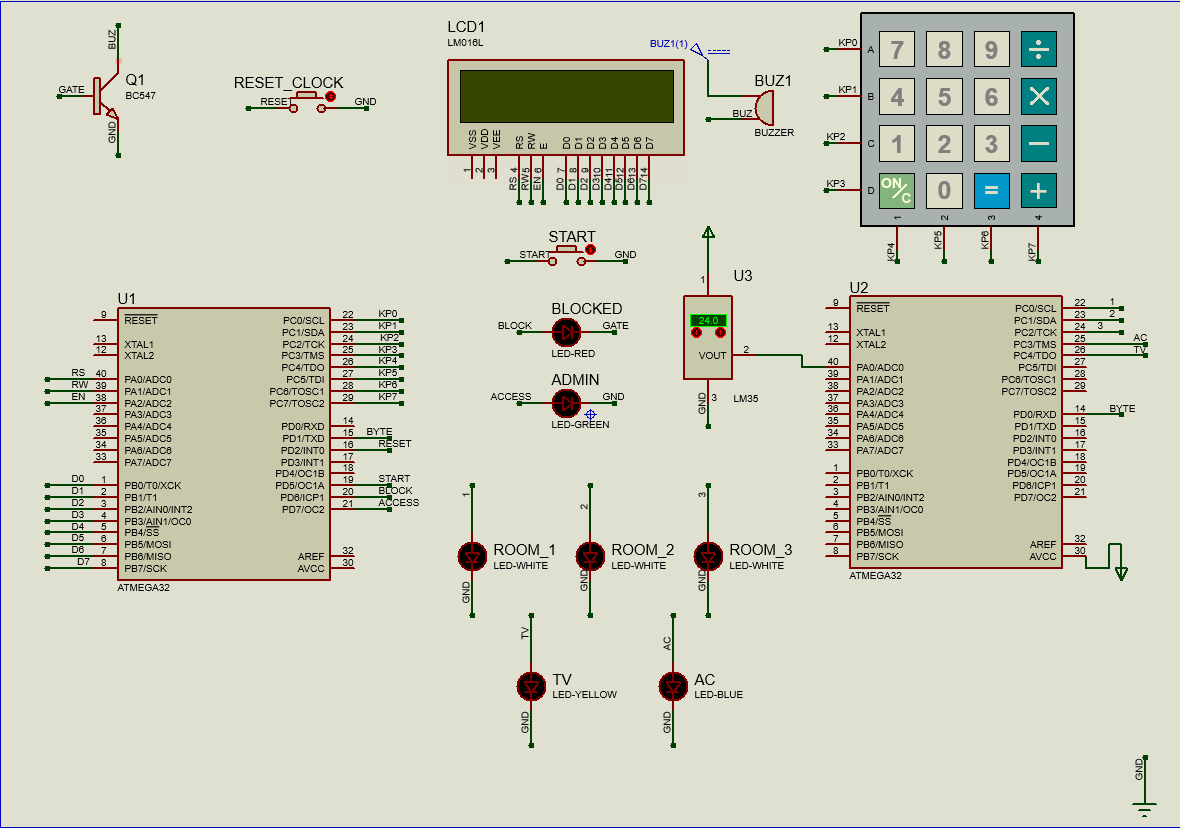 BUZ
GATE
Q1
BC547
GND
RESET_CLOCK
RESET
GND
LCD1
LM016L
VSS
VDD
VEE
RS
RW
E
D0
D1
D2
D3
D4
D5
D6
D7
1
2
3
RS 4
RW 5
EN 6
D0 7
D1 8
D2 9
D3 10
D4 11
D5 12
D6 13
D7 14
BUZ1(1)
BUZ1
BUZ
BUZZER
KP0 A 7 8 9 ÷
KP1 B 4 5 6 ×
KP2 C 1 2 3 −
KP3 D ON/C 0 = +
1 2 3 4
KP4 KP5 KP6 KP7
START
START
GND
BLOCKED
BLOCK
GATE
LED-RED
ADMIN
ACCESS
GND
LED-GREEN
U3
1
24.0
VOUT
2
3
GND
LM35
U1
9 RESET
13 XTAL1
12 XTAL2
RS 40 PA0/ADC0
RW 39 PA1/ADC1
EN 38 PA2/ADC2
37 PA3/ADC3
36 PA4/ADC4
35 PA5/ADC5
34 PA6/ADC6
33 PA7/ADC7
D0 1 PB0/T0/XCK
D1 2 PB1/T1
D2 3 PB2/AIN0/INT2
D3 4 PB3/AIN1/OC0
D4 5 PB4/SS
D5 6 PB5/MOSI
D6 7 PB6/MISO
D7 8 PB7/SCK
PC0/SCL 22 KP0
PC1/SDA 23 KP1
PC2/TCK 24 KP2
PC3/TMS 25 KP3
PC4/TDO 26 KP4
PC5/TDI 27 KP5
PC6/TOSC1 28 KP6
PC7/TOSC2 29 KP7
PD0/RXD 14
PD1/TXD 15 BYTE
PD2/INT0 16 RESET
PD3/INT1 17
PD4/OC1B 18
PD5/OC1A 19 START
PD6/ICP1 20 BLOCK
PD7/OC2 21 ACCESS
AREF 32
AVCC 30
ATMEGA32
U2
9 RESET
13 XTAL1
12 XTAL2
40 PA0/ADC0
39 PA1/ADC1
38 PA2/ADC2
37 PA3/ADC3
36 PA4/ADC4
35 PA5/ADC5
34 PA6/ADC6
33 PA7/ADC7
1 PB0/T0/XCK
2 PB1/T1
3 PB2/AIN0/INT2
4 PB3/AIN1/OC0
5 PB4/SS
6 PB5/MOSI
7 PB6/MISO
8 PB7/SCK
PC0/SCL 22 1
PC1/SDA 23 2
PC2/TCK 24 3
PC3/TMS 25 AC
PC4/TDO 26 TV
PC5/TDI 27
PC6/TOSC1 28
PC7/TOSC2 29
PD0/RXD 14 BYTE
PD1/TXD 15
PD2/INT0 16
PD3/INT1 17
PD4/OC1B 18
PD5/OC1A 19
PD6/ICP1 20
PD7/OC2 21
AREF 32
AVCC 30
ATMEGA32
1
ROOM_1
LED-WHITE
GND
2
ROOM_2
LED-WHITE
GND
3
ROOM_3
LED-WHITE
GND
TV
TV
LED-YELLOW
GND
AC
AC
LED-BLUE
GND
GND